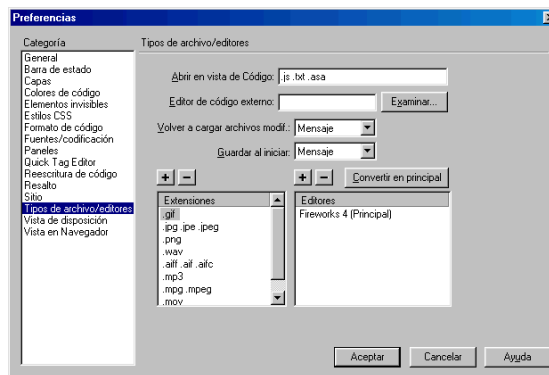 Preferencias
Categoría
General
Barra de estado
Capas
Colores de código
Elementos invisibles
Estilos CSS
Formato de código
Fuentes/codificación
Paneles
Quick Tag Editor
Reescritura de código
Resalto
Sitio
Tipos de archivo/editores
Vista de disposición
Vista en Navegador
Tipos de archivo/editores
Abrir en vista de Código: .js .txt .asa
Editor de código externo: Examinar...
Volver a cargar archivos modif.: Mensaje
Guardar al iniciar: Mensaje
+ − + − Convertir en principal
Extensiones
.gif
.jpg .jpe .jpeg
.png
.wav
.aiff .aif .aifc
.mp3
.mpg .mpeg
.mov
Editores
Fireworks 4 (Principal)
Aceptar Cancelar Ayuda